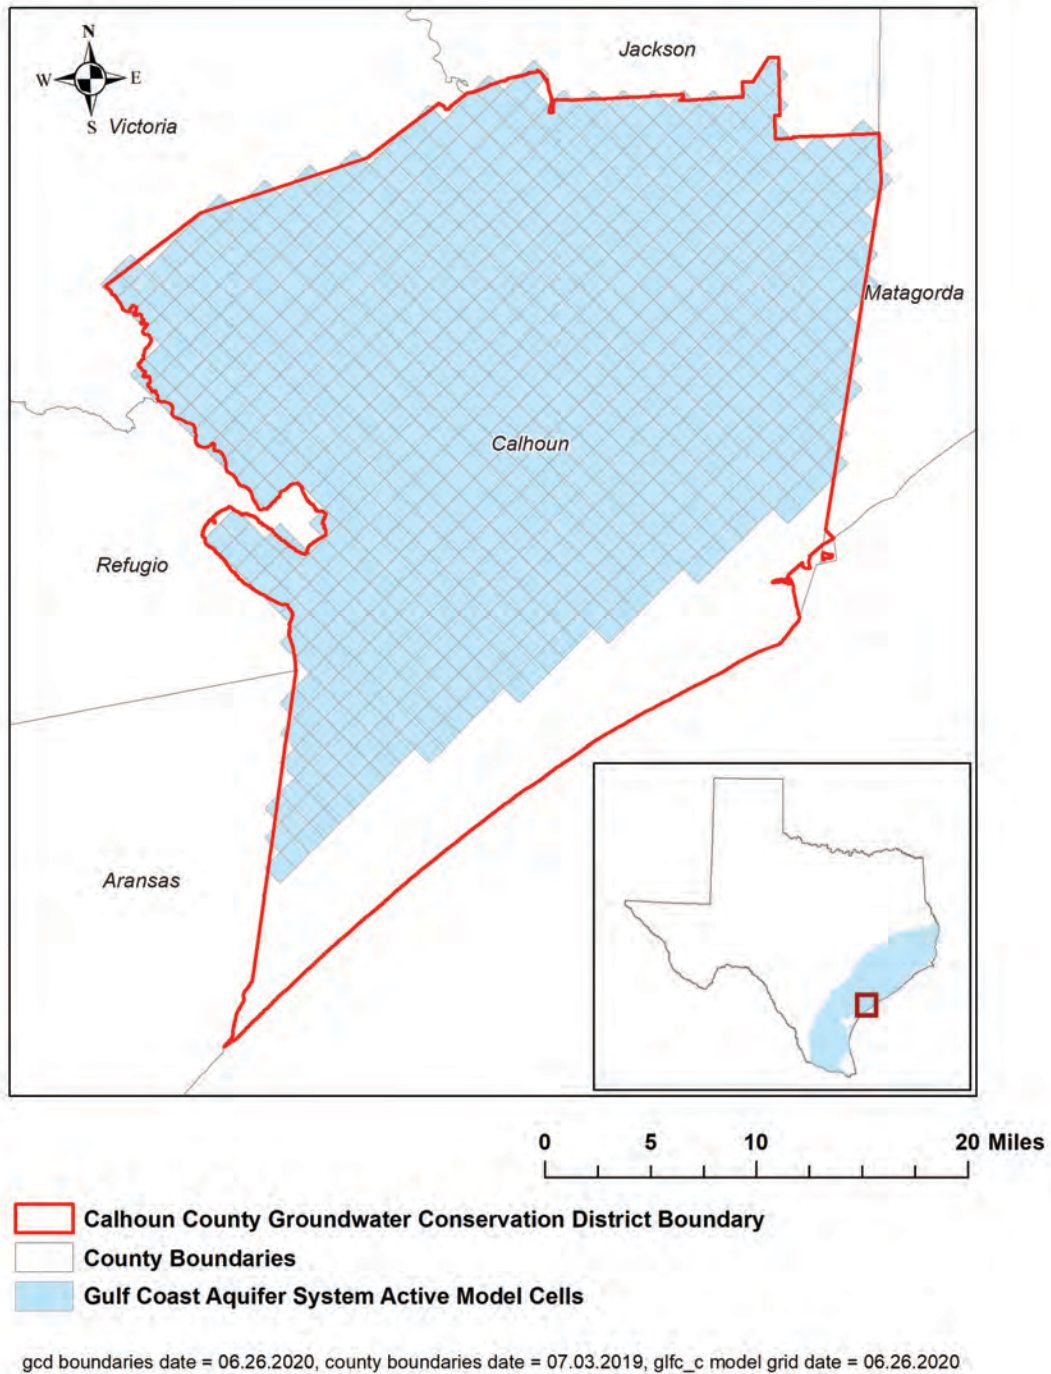 N
W E
S
Jackson
Victoria
Matagorda
Calhoun
Refugio
Aransas
0 5 10 20 Miles
Calhoun County Groundwater Conservation District Boundary
County Boundaries
Gulf Coast Aquifer System Active Model Cells
gcd boundaries date = 06.26.2020, county boundaries date = 07.03.2019, glfc_c model grid date = 06.26.2020